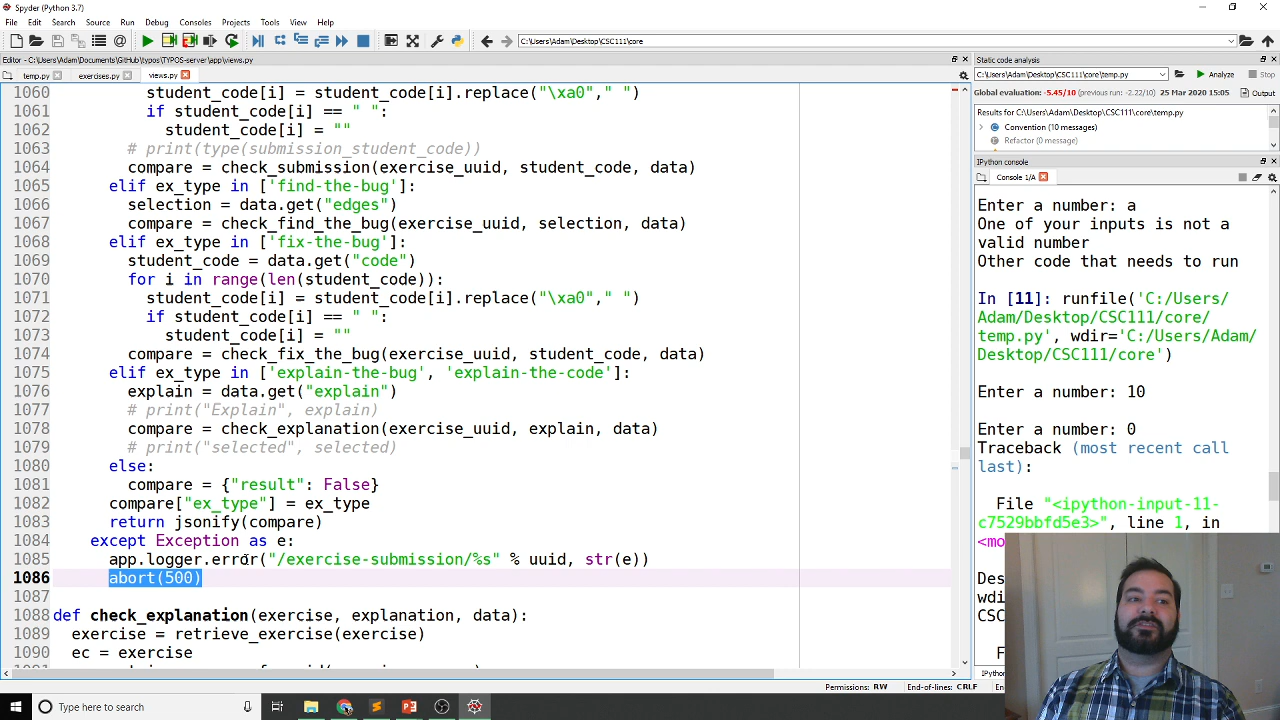 Spyder (Python 3.7)
File Edit Search Source Run Debug Consoles Projects Tools View Help
C:\Users\Adam\Desktop\CSC111\core
Editor - C:\Users\Adam\Documents\GitHub\typos\TYPOS-server\app\views.py
temp.py exercises.py views.py
1060 student_code[i] = student_code[i].replace("\xa0"," ")
1061 if student_code[i] == " ":
1062 student_code[i] = ""
1063 # print(type(submission_student_code))
1064 compare = check_submission(exercise_uuid, student_code, data)
1065 elif ex_type in ['find-the-bug']:
1066 selection = data.get("edges")
1067 compare = check_find_the_bug(exercise_uuid, selection, data)
1068 elif ex_type in ['fix-the-bug']:
1069 student_code = data.get("code")
1070 for i in range(len(student_code)):
1071 student_code[i] = student_code[i].replace("\xa0"," ")
1072 if student_code[i] == " ":
1073 student_code[i] = ""
1074 compare = check_fix_the_bug(exercise_uuid, student_code, data)
1075 elif ex_type in ['explain-the-bug', 'explain-the-code']:
1076 explain = data.get("explain")
1077 # print("Explain", explain)
1078 compare = check_explanation(exercise_uuid, explain, data)
1079 # print("selected", selected)
1080 else:
1081 compare = {"result": False}
1082 compare["ex_type"] = ex_type
1083 return jsonify(compare)
1084 except Exception as e:
1085 app.logger.error("/exercise-submission/%s" % uuid, str(e))
1086 abort(500)
1087
1088 def check_explanation(exercise, explanation, data):
1089 exercise = retrieve_exercise(exercise)
1090 ec = exercise
Static code analysis
C:\Users\Adam\Desktop\CSC111\core\temp.py Analyze Stop
Global evaluation: -5.45/10 (previous run: -2.22/10) 25 Mar 2020 15:05 Output
Results for C:\Users\Adam\Desktop\CSC111\core\temp.py
Convention (10 messages)
Refactor (0 message)
IPython console
Console 1/A
Enter a number: a
One of your inputs is not a
valid number
Other code that needs to run
In [11]: runfile('C:/Users/
Adam/Desktop/CSC111/core/
temp.py', wdir='C:/Users/Adam/
Desktop/CSC111/core')
Enter a number: 10
Enter a number: 0
Traceback (most recent call
last):
File "<ipython-input-11-
c7529bbfd5e3>", line 1, in
<mo
Des
wdi
CSC
F
IPyth
Permissions: RW End-of-lines: CRLF
Type here to search